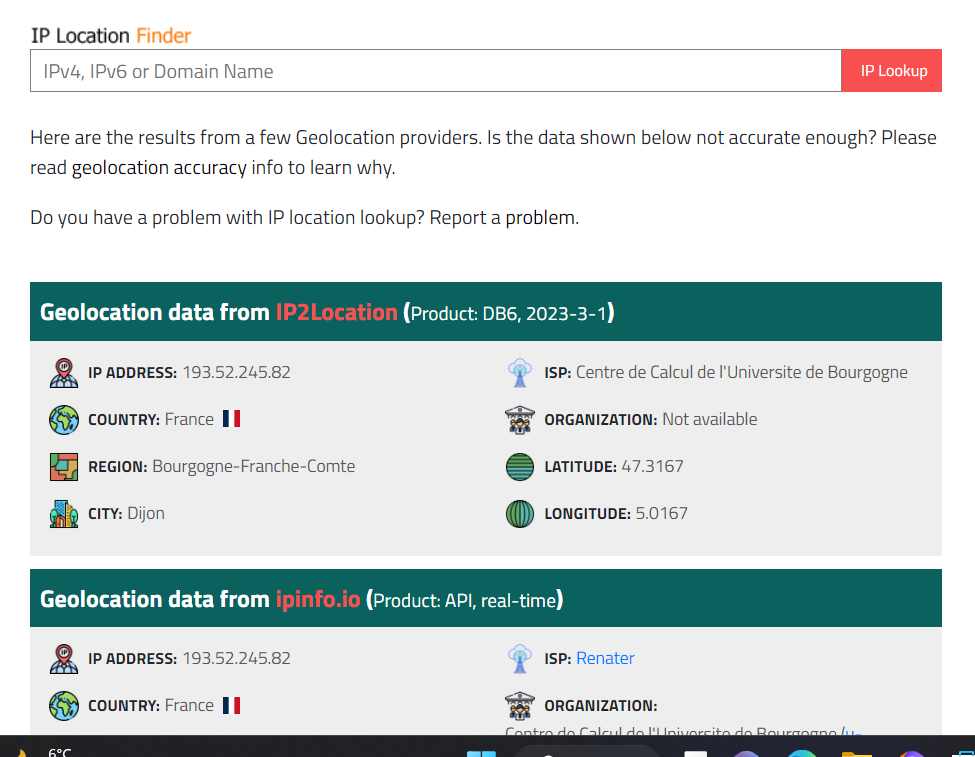 IP Location Finder
IPv4, IPv6 or Domain Name
IP Lookup
Here are the results from a few Geolocation providers. Is the data shown below not accurate enough? Please
read geolocation accuracy info to learn why.
Do you have a problem with IP location lookup? Report a problem.
Geolocation data from IP2Location (Product: DB6, 2023-3-1)
IP ADDRESS: 193.52.245.82
COUNTRY: France
REGION: Bourgogne-Franche-Comte
CITY: Dijon
ISP: Centre de Calcul de l'Universite de Bourgogne
ORGANIZATION: Not available
LATITUDE: 47.3167
LONGITUDE: 5.0167
Geolocation data from ipinfo.io (Product: API, real-time)
IP ADDRESS: 193.52.245.82
COUNTRY: France
ISP: Renater
ORGANIZATION:
Centre de Calcul de l'Universite de Bourgogne (u-
6°C